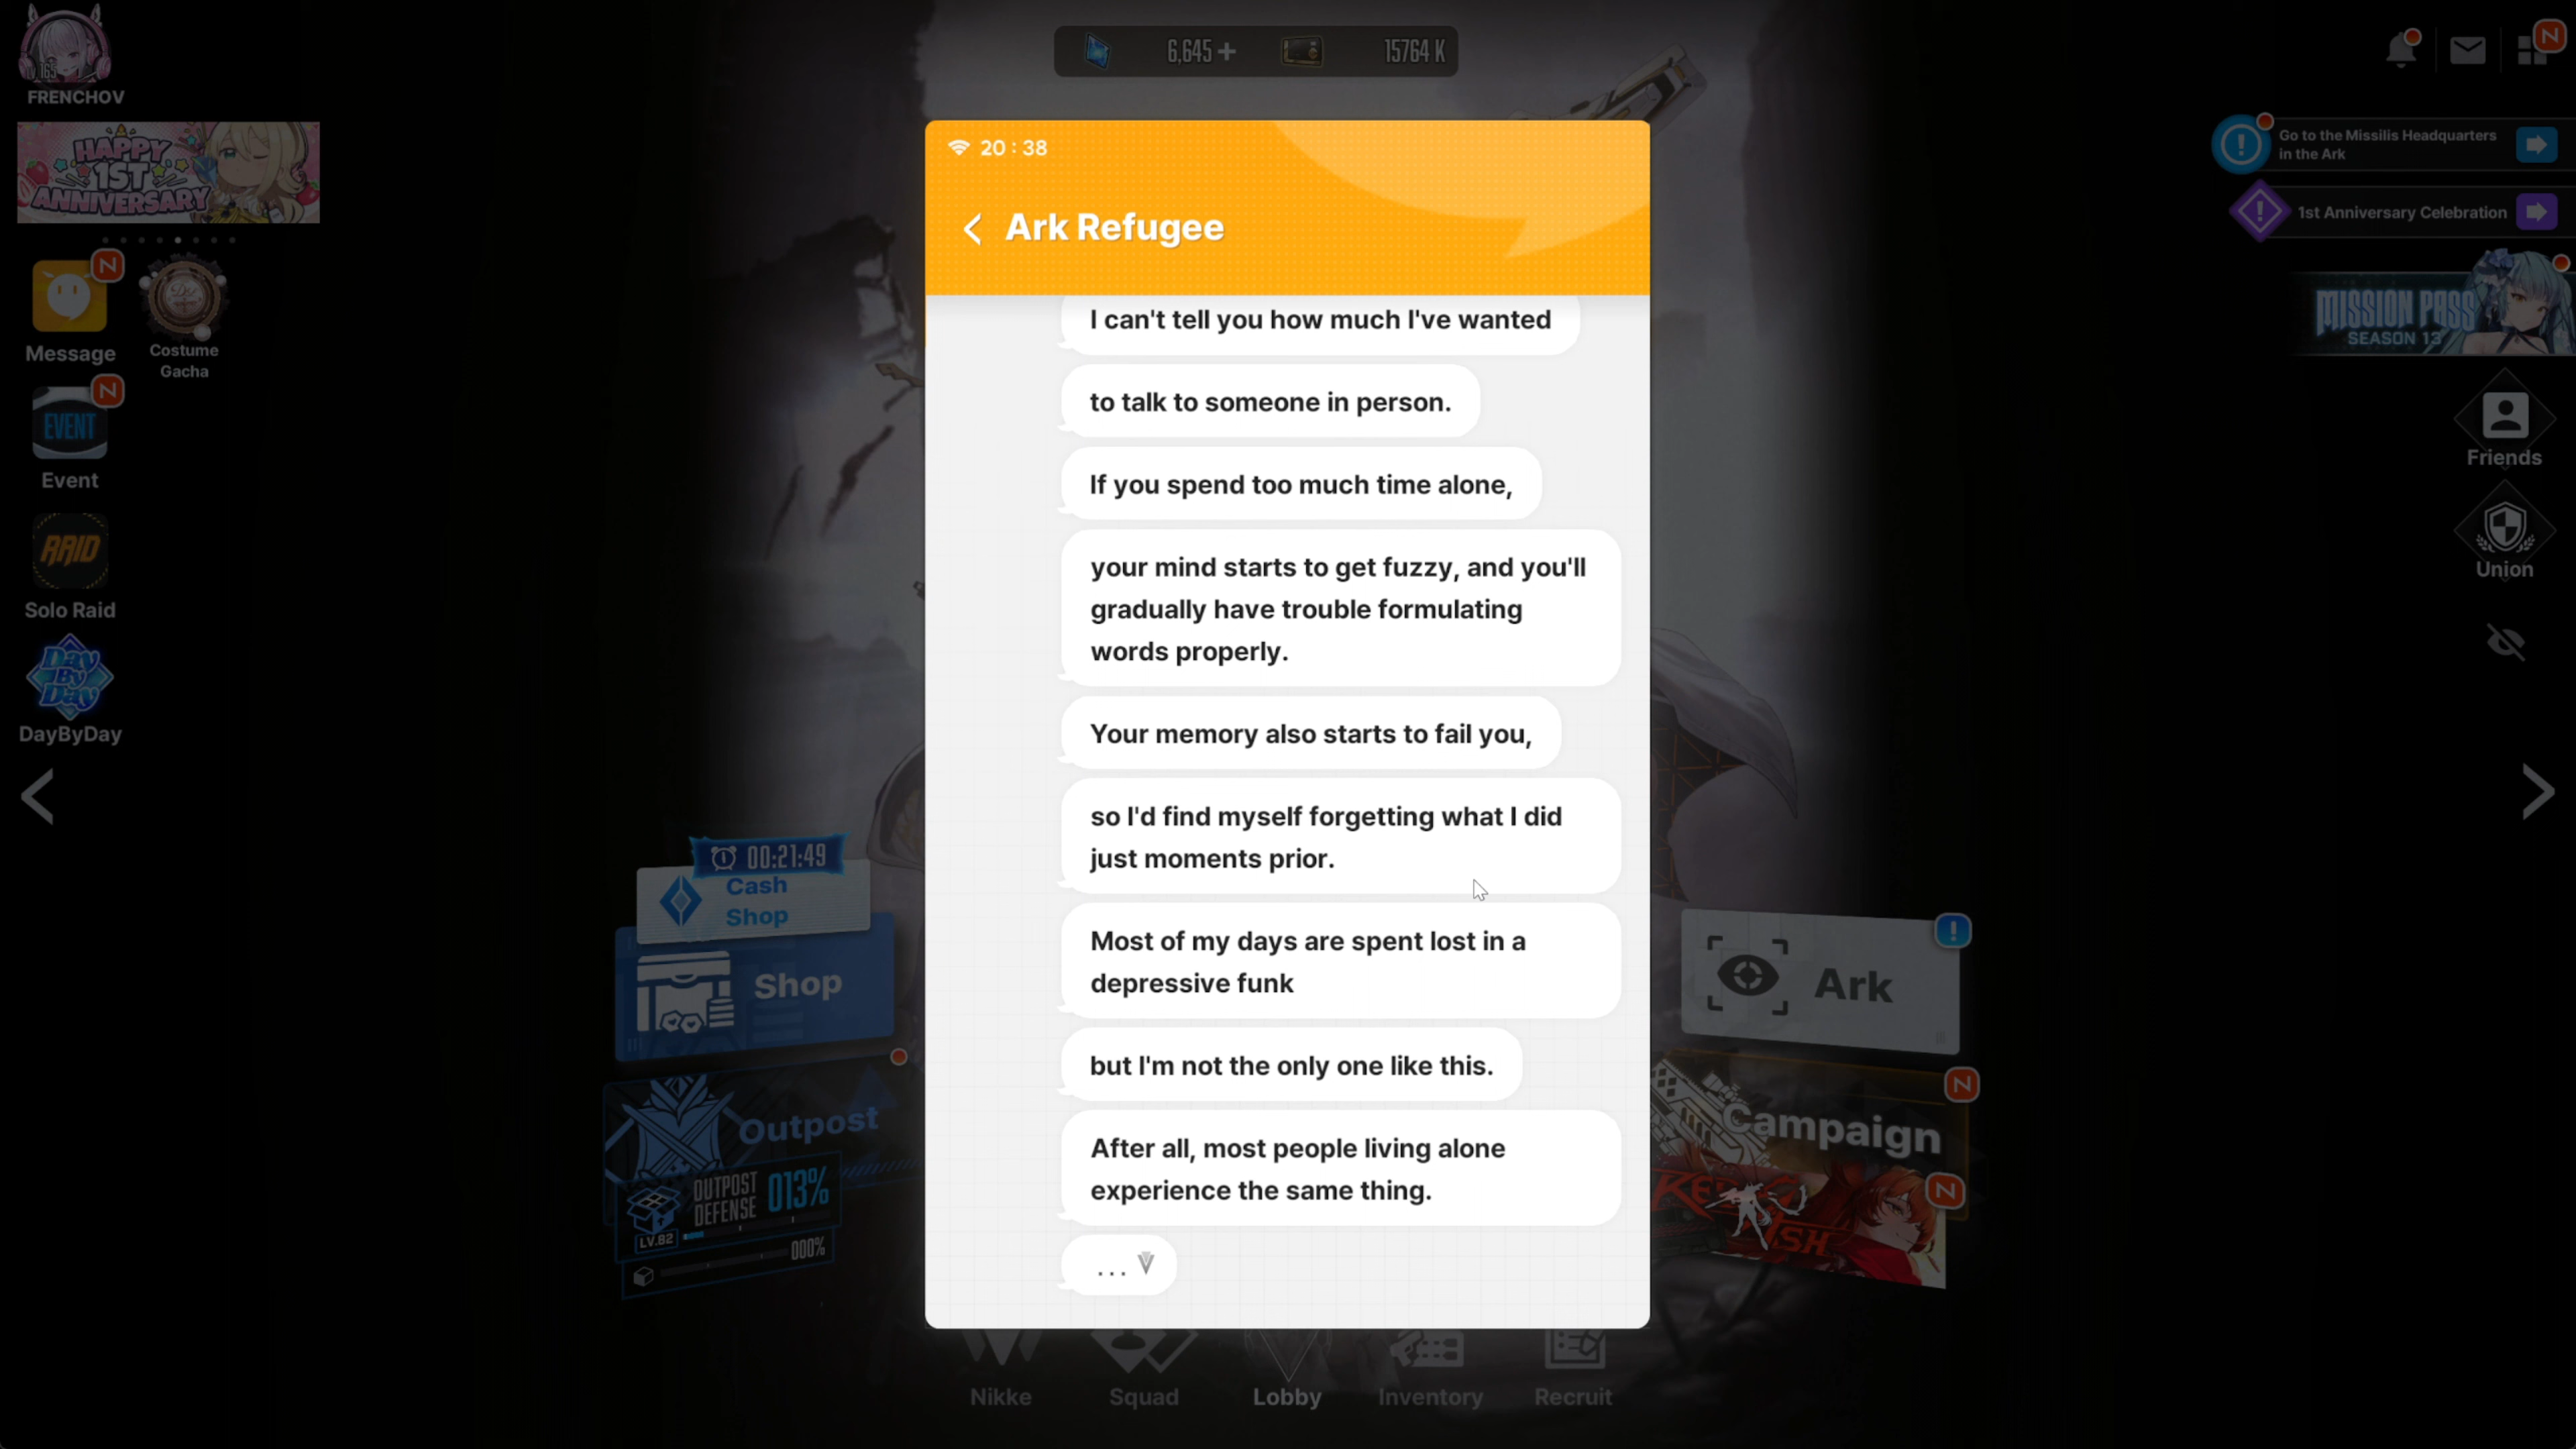 LV.165
FRENCHOV
6,645
15764 K
N
HAPPY
1ST
ANNIVERSARY
Go to the Missilis Headquarters
in the Ark
1st Anniversary Celebration
MISSION PASS
SEASON 13
N
Message
Costume
Gacha
N
EVENT
Event
RAID
Solo Raid
Day
By
Day
DayByDay
Friends
Union
20 : 38
Ark Refugee
I can't tell you how much I've wanted
to talk to someone in person.
If you spend too much time alone,
your mind starts to get fuzzy, and you'll
gradually have trouble formulating
words properly.
Your memory also starts to fail you,
so I'd find myself forgetting what I did
just moments prior.
Most of my days are spent lost in a
depressive funk
but I'm not the only one like this.
After all, most people living alone
experience the same thing.
...
00:21:49
Cash
Shop
Shop
Outpost
OUTPOST
DEFENSE
013%
LV.82
000%
Ark
N
Campaign
N
Nikke
Squad
Lobby
Inventory
Recruit